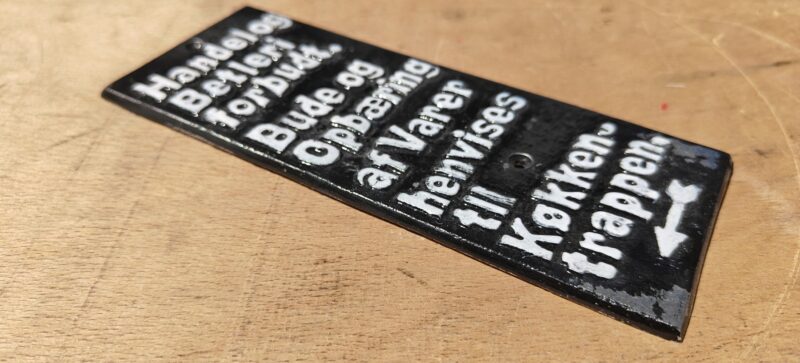 Handel og
Betleri
forbudt.
Bude og
Opbæring
af Varer
henvises
til
Køkken-
trappen.